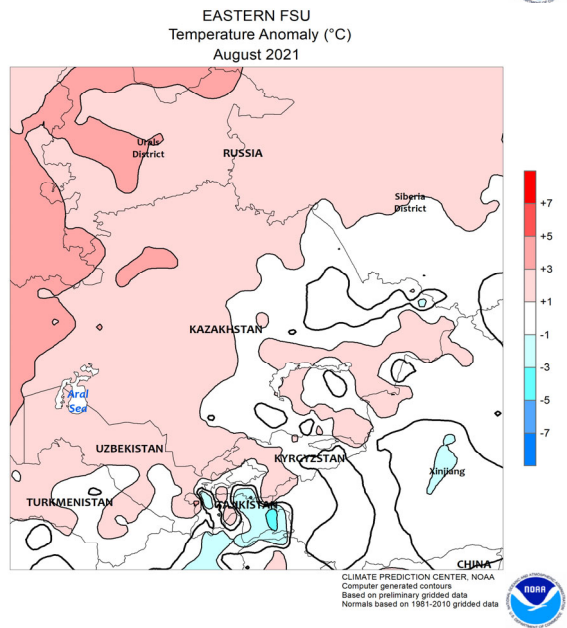 EASTERN FSU
Temperature Anomaly (°C)
August 2021
Urals
District
RUSSIA
Siberia
District
+7
+5
+3
+1
-1
-3
-5
-7
KAZAKHSTAN
Aral
Sea
UZBEKISTAN
KYRGYZSTAN
Xinjiang
TURKMENISTAN
TAJIKISTAN
CHINA
CLIMATE PREDICTION CENTER, NOAA
Computer generated contours
Based on preliminary gridded data
Normals based on 1981-2010 gridded data
NOAA